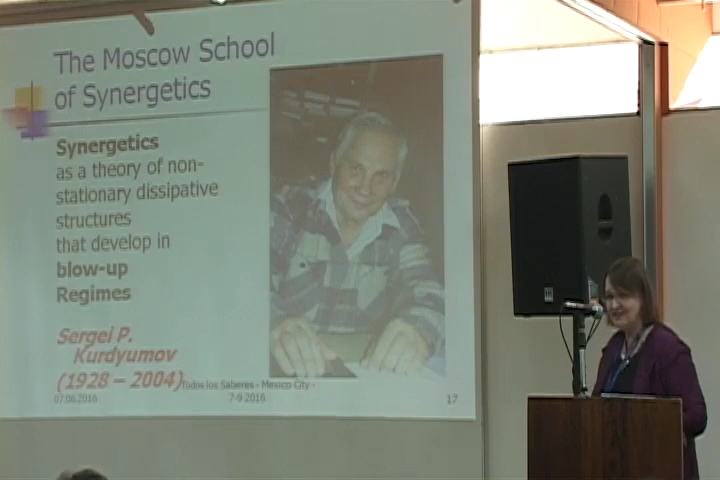 The Moscow School
of Synergetics
Synergetics
as a theory of non-
stationary dissipative
structures
that develop in
blow-up
Regimes
Sergei P.
Kurdyumov
(1928 – 2004)
Todos los Saberes - Mexico City -
07.06.2016
7-9 2016
17